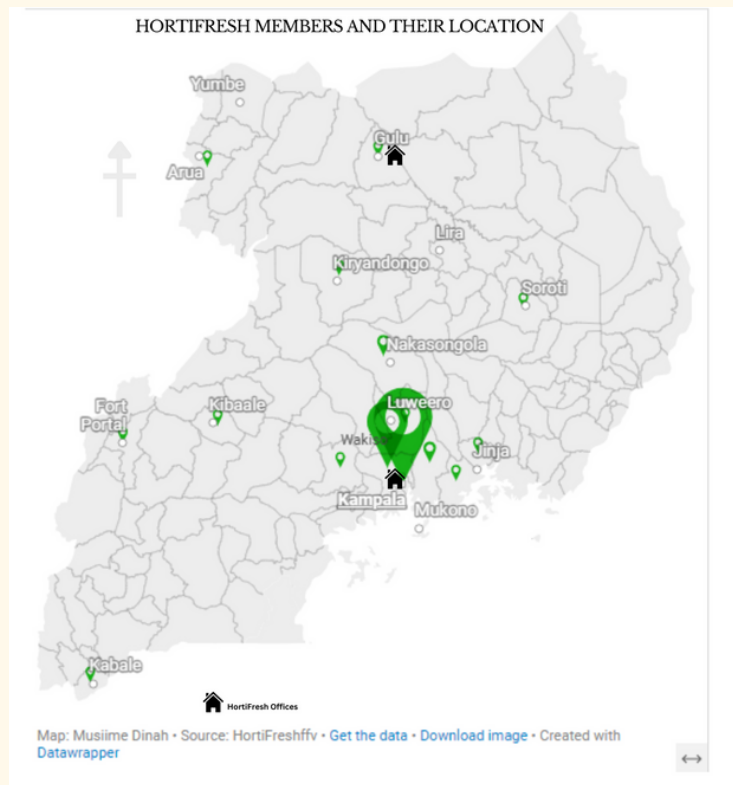 HORTIFRESH MEMBERS AND THEIR LOCATION
Yumbe
Gulu
Arua
Lira
Kiryandongo
Soroti
Nakasongola
Fort
Portal
Kibaale
Luweero
Jinja
Kampala
Mukono
Kabale
HortiFresh Offices
Map: Musiime Dinah • Source: HortiFreshffv • Get the data • Download image • Created with
Datawrapper